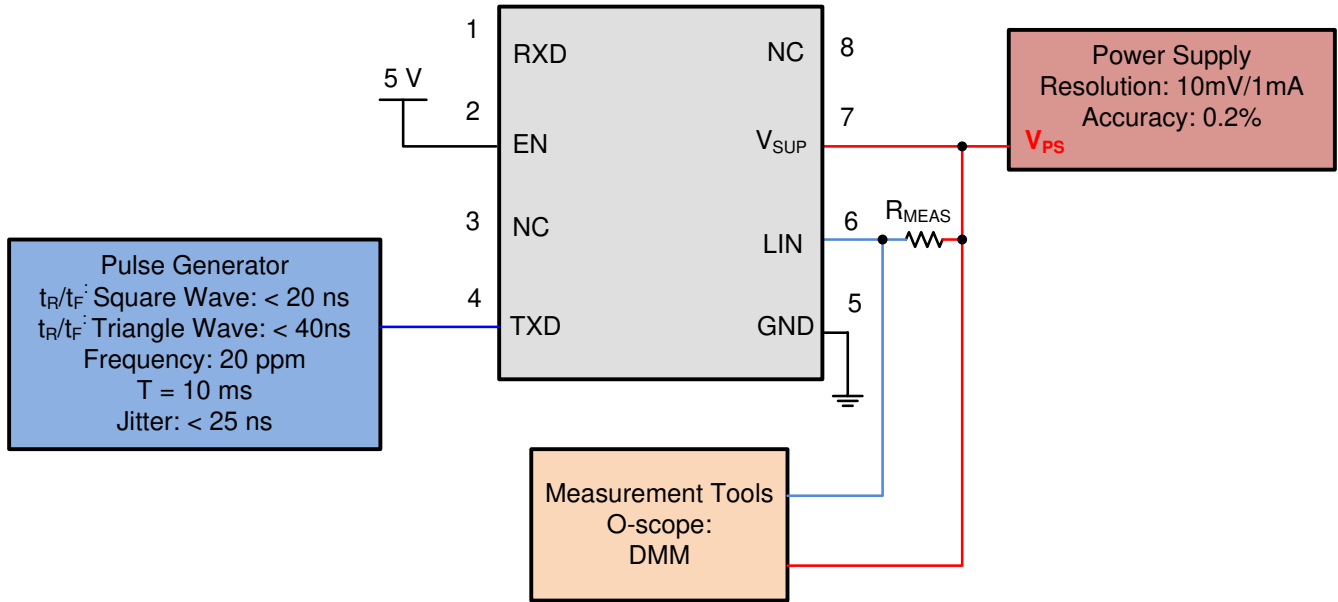 1
RXD
NC
8
5 V
2
EN
7
VSUP
Power Supply
Resolution: 10mV/1mA
Accuracy: 0.2%
VPS
3
NC
6
LIN
RMEAS
Pulse Generator
tR/tF: Square Wave: < 20 ns
tR/tF: Triangle Wave: < 40ns
Frequency: 20 ppm
T = 10 ms
Jitter: < 25 ns
4
TXD
5
GND
Measurement Tools
O-scope:
DMM